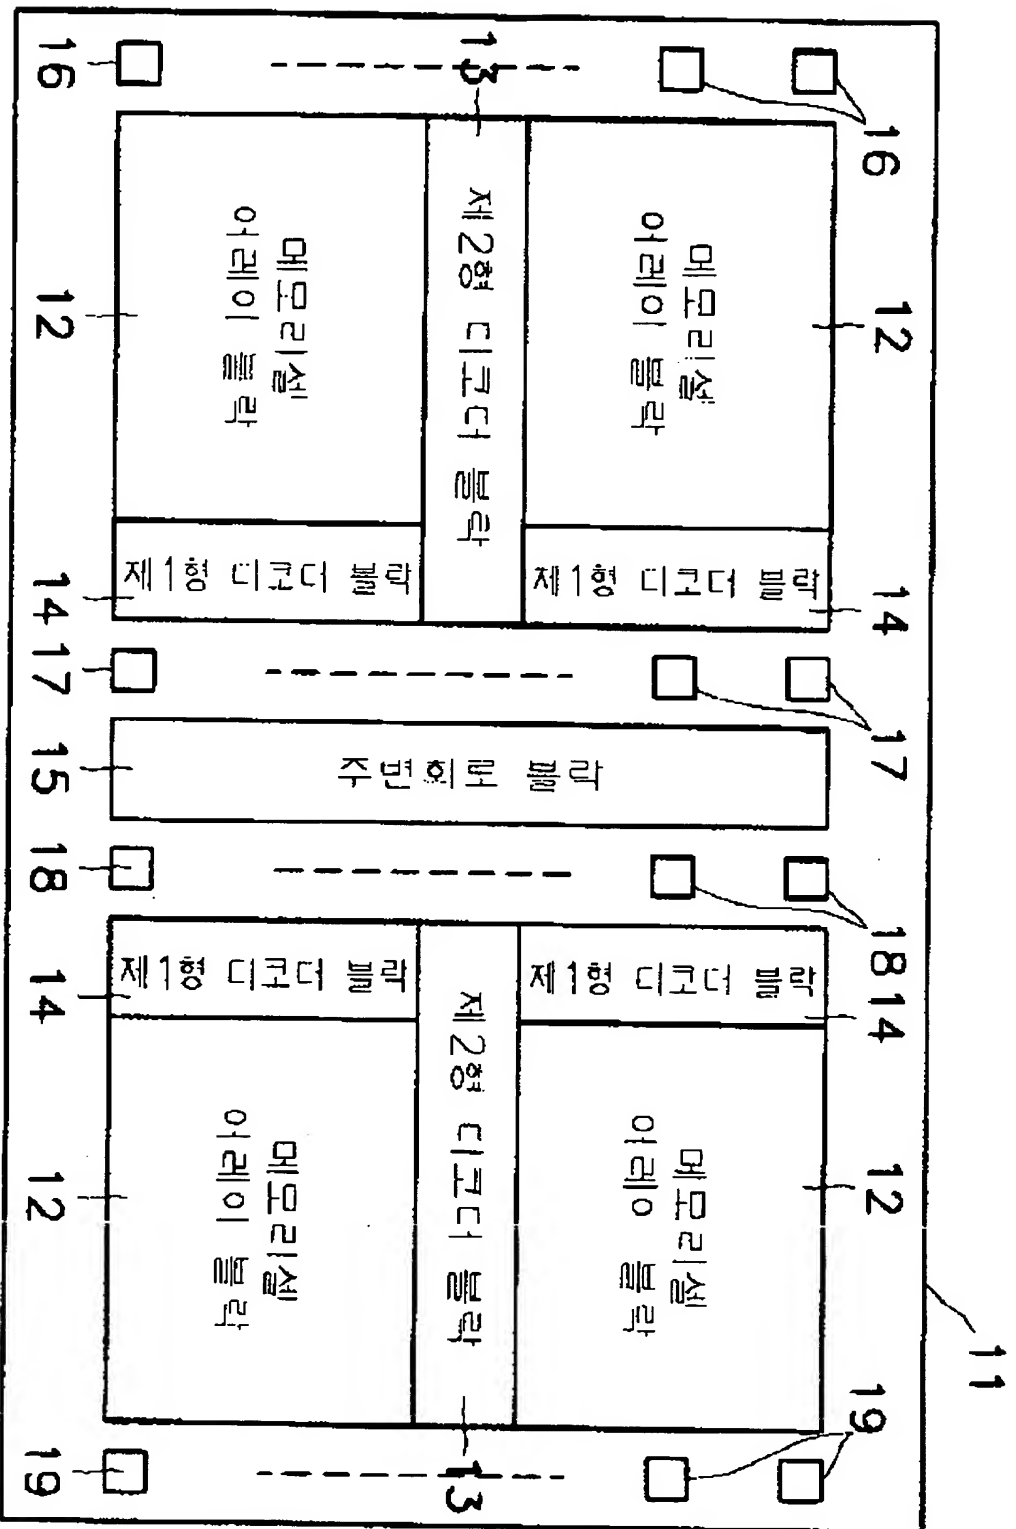 16
13
16
메모리셀
어레이 블락
제2형 디코더 블락
메모리셀
어레이 블락
12
12
제1형 디코더 블락
제1형 디코더 블락
14
14
17
17
주변회로 블락
15
18
18
제1형 디코더 블락
제1형 디코더 블락
14
14
메모리셀
어레이 블락
제2형 디코더 블락
메모리셀
어레이 블락
12
12
11
19
13
19